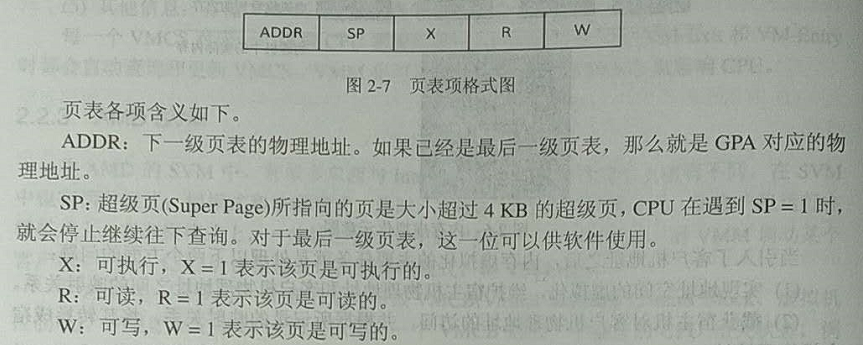 ADDR SP X R W
图 2-7 页表项格式图
页表各项含义如下。
ADDR：下一级页表的物理地址。如果已经是最后一级页表，那么就是 GPA 对应的物
理地址。
SP：超级页(Super Page)所指向的页是大小超过 4 KB 的超级页，CPU 在遇到 SP = 1 时，
就会停止继续往下查询。对于最后一级页表，这一位可以供软件使用。
X：可执行，X = 1 表示该页是可执行的。
R：可读，R = 1 表示该页是可读的。
W：可写，W = 1 表示该页是可写的。